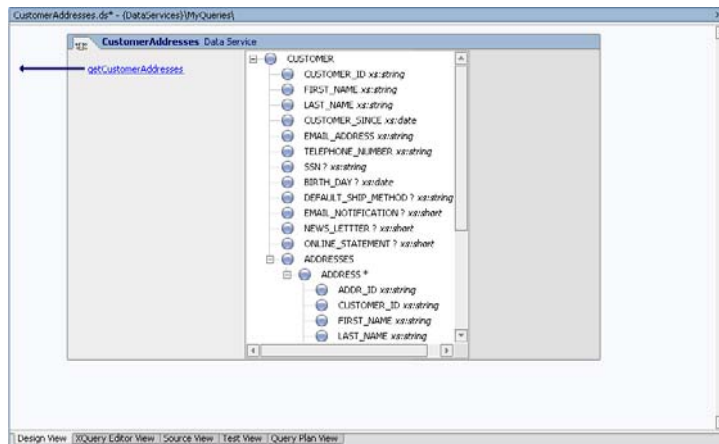 CustomerAddresses.ds* - {DataServices}\MyQueries\
CustomerAddresses Data Service
getCustomerAddresses
CUSTOMER
CUSTOMER_ID xs:string
FIRST_NAME xs:string
LAST_NAME xs:string
CUSTOMER_SINCE xs:date
EMAIL_ADDRESS xs:string
TELEPHONE_NUMBER xs:string
SSN ? xs:string
BIRTH_DAY ? xs:date
DEFAULT_SHIP_METHOD ? xs:string
EMAIL_NOTIFICATION ? xs:short
NEWS_LETTTER ? xs:short
ONLINE_STATEMENT ? xs:short
ADDRESSES
ADDRESS *
ADDR_ID xs:string
CUSTOMER_ID xs:string
FIRST_NAME xs:string
LAST_NAME xs:string
Design View | XQuery Editor View | Source View | Test View | Query Plan View